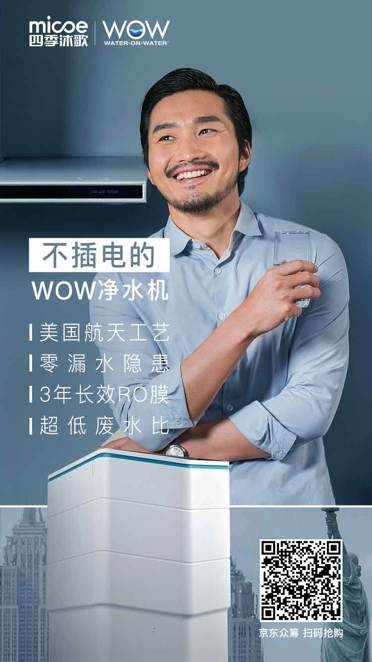 micoe
四季沐歌
WOW
WATER-ON-WATER
不插电的
WOW净水机
美国航天工艺
零漏水隐患
3年长效RO膜
超低废水比
京东众筹 扫码抢购